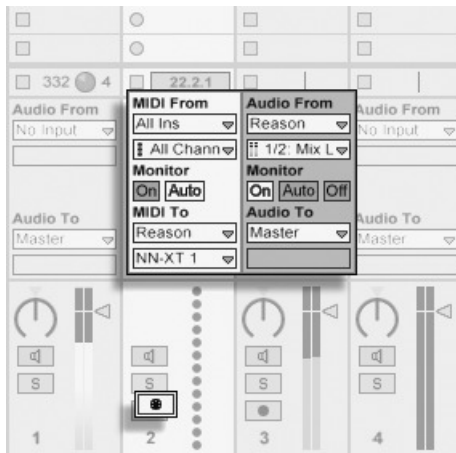 332 4
22.2.1
Audio From
No Input
Audio To
Master
MIDI From
All Ins
All Chann
Monitor
On Auto
MIDI To
Reason
NN-XT 1
Audio From
Reason
1/2: Mix L
Monitor
On Auto Off
Audio To
Master
Audio From
No Input
Audio To
Master
S
S
S
S
1
2
3
4